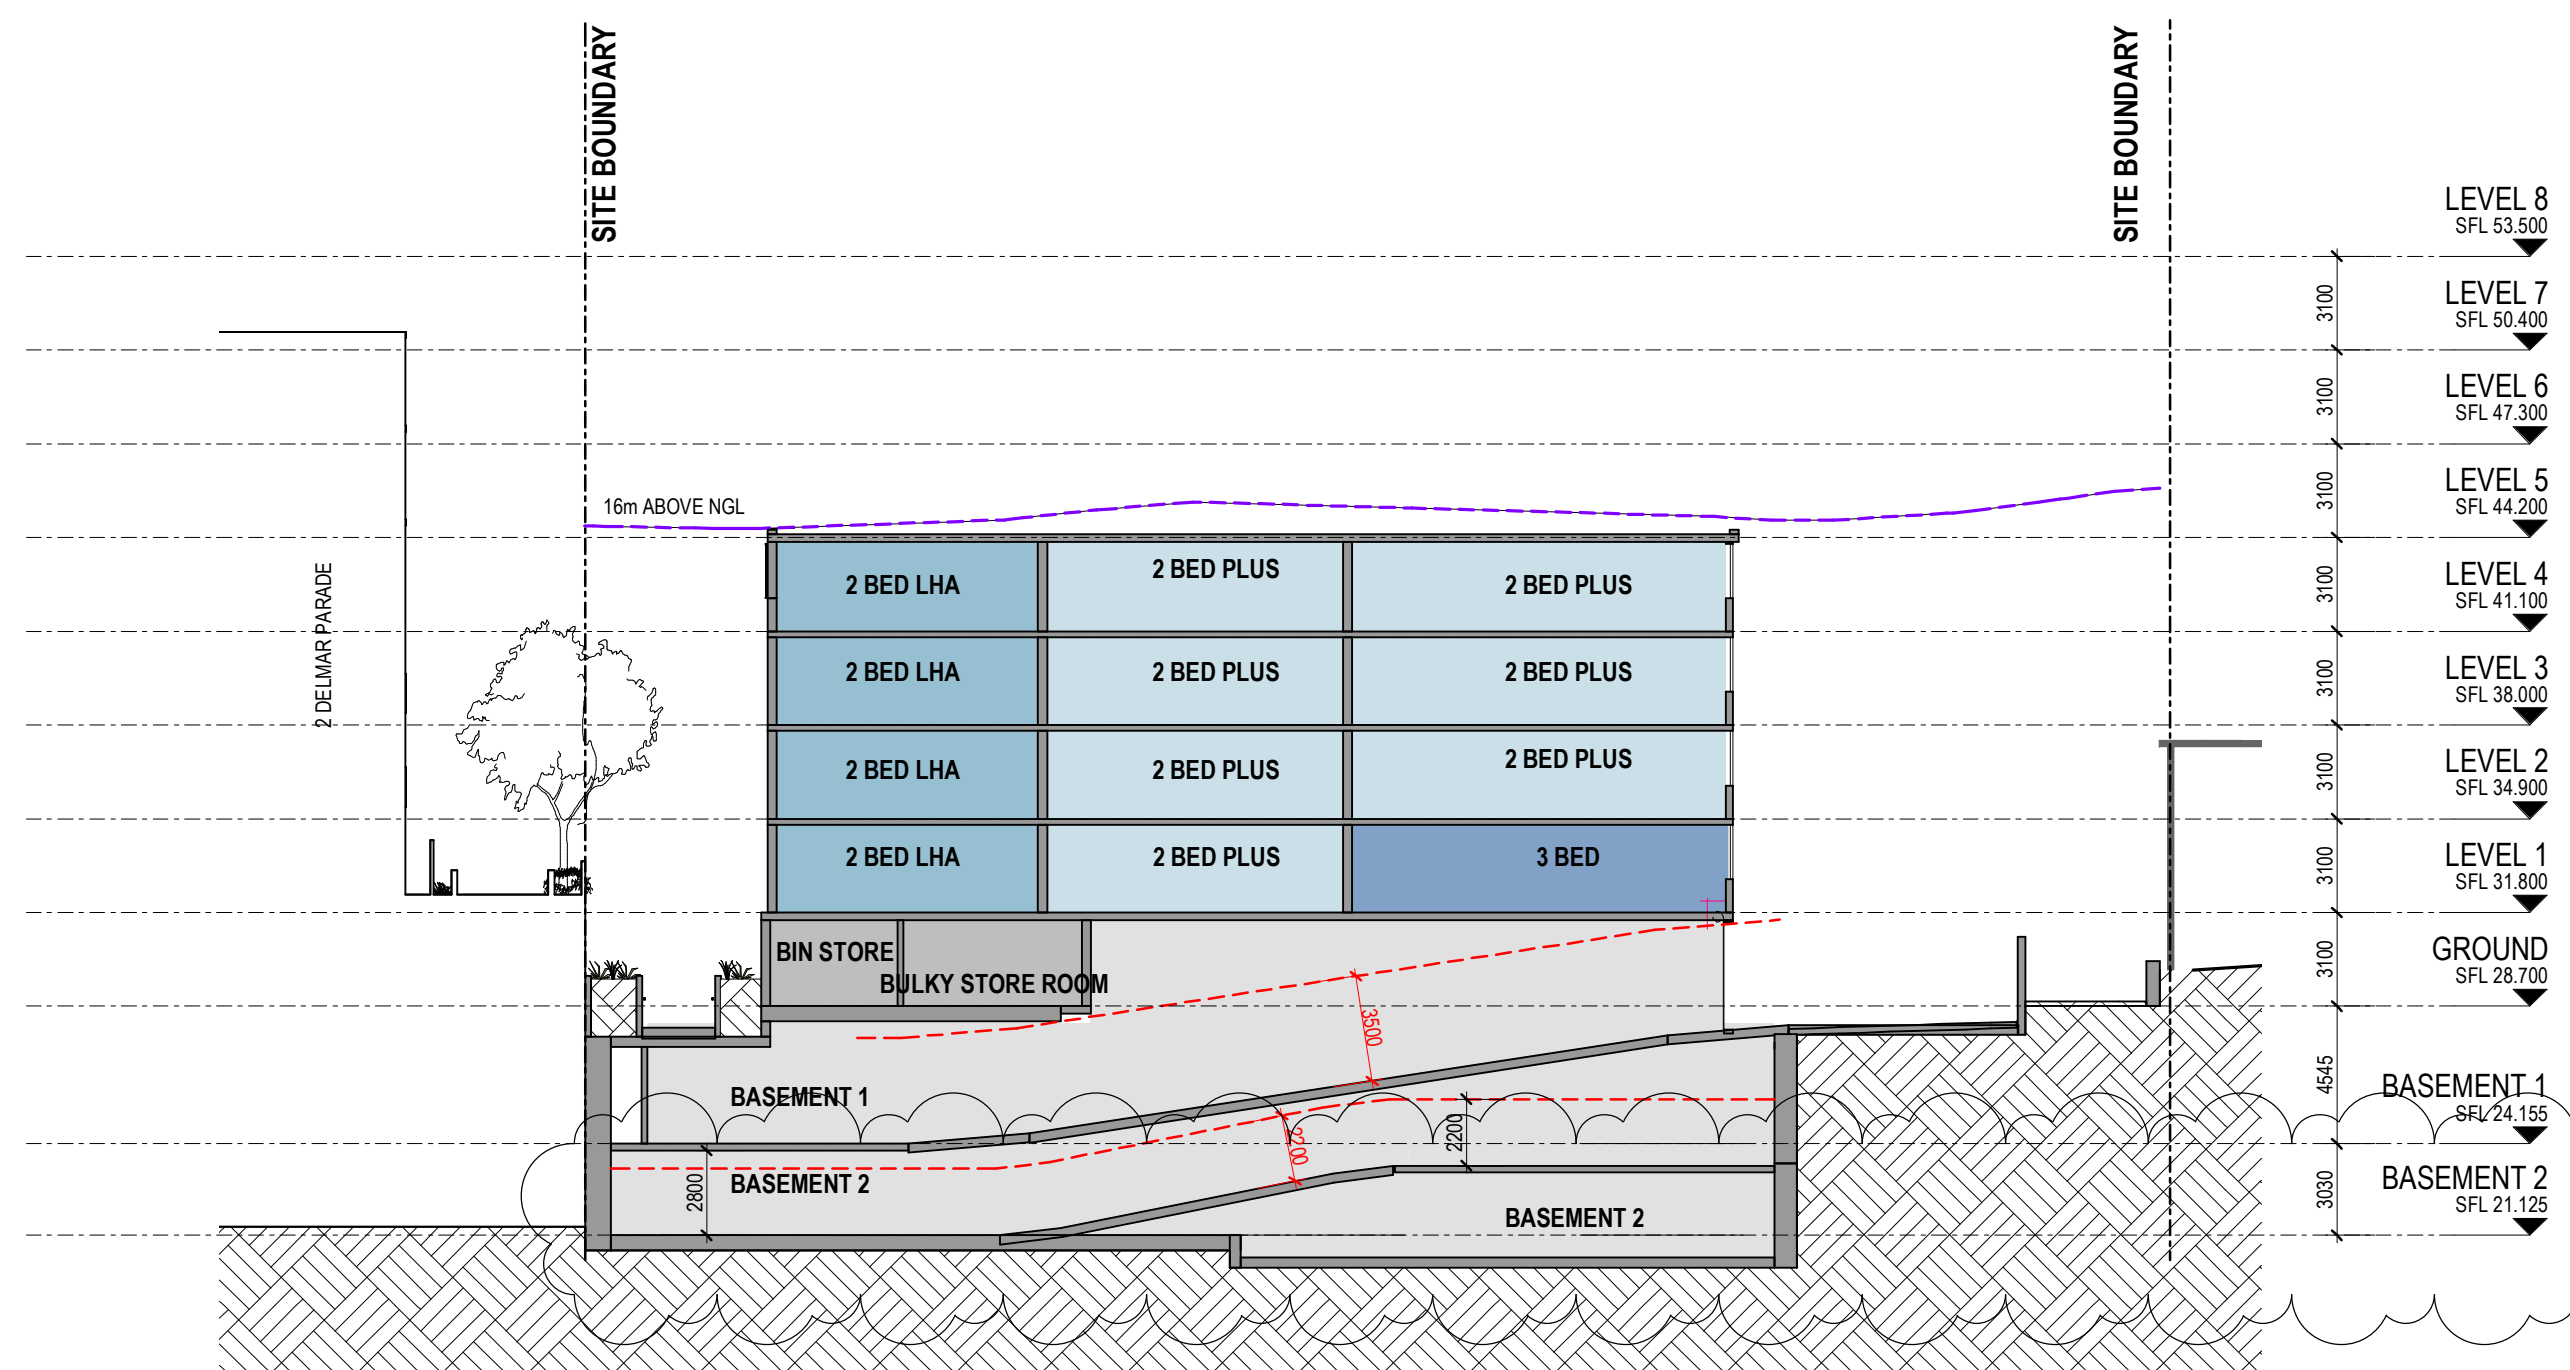 SITE BOUNDARY
SITE BOUNDARY
LEVEL 8
SFL 53.500
3100
LEVEL 7
SFL 50.400
3100
LEVEL 6
SFL 47.300
3100
LEVEL 5
SFL 44.200
16m ABOVE NGL
3100
LEVEL 4
SFL 41.100
2 BED LHA
2 BED PLUS
2 BED PLUS
3100
2 DELMAR PARADE
LEVEL 3
SFL 38.000
2 BED LHA
2 BED PLUS
2 BED PLUS
3100
LEVEL 2
SFL 34.900
2 BED LHA
2 BED PLUS
2 BED PLUS
3100
LEVEL 1
SFL 31.800
2 BED LHA
2 BED PLUS
3 BED
3100
GROUND
SFL 28.700
BIN STORE
BULKY STORE ROOM
3100
3500
4545
BASEMENT 1
SFL 24.155
BASEMENT 1
2200
2200
BASEMENT 2
2800
3030
BASEMENT 2
SFL 21.125
BASEMENT 2